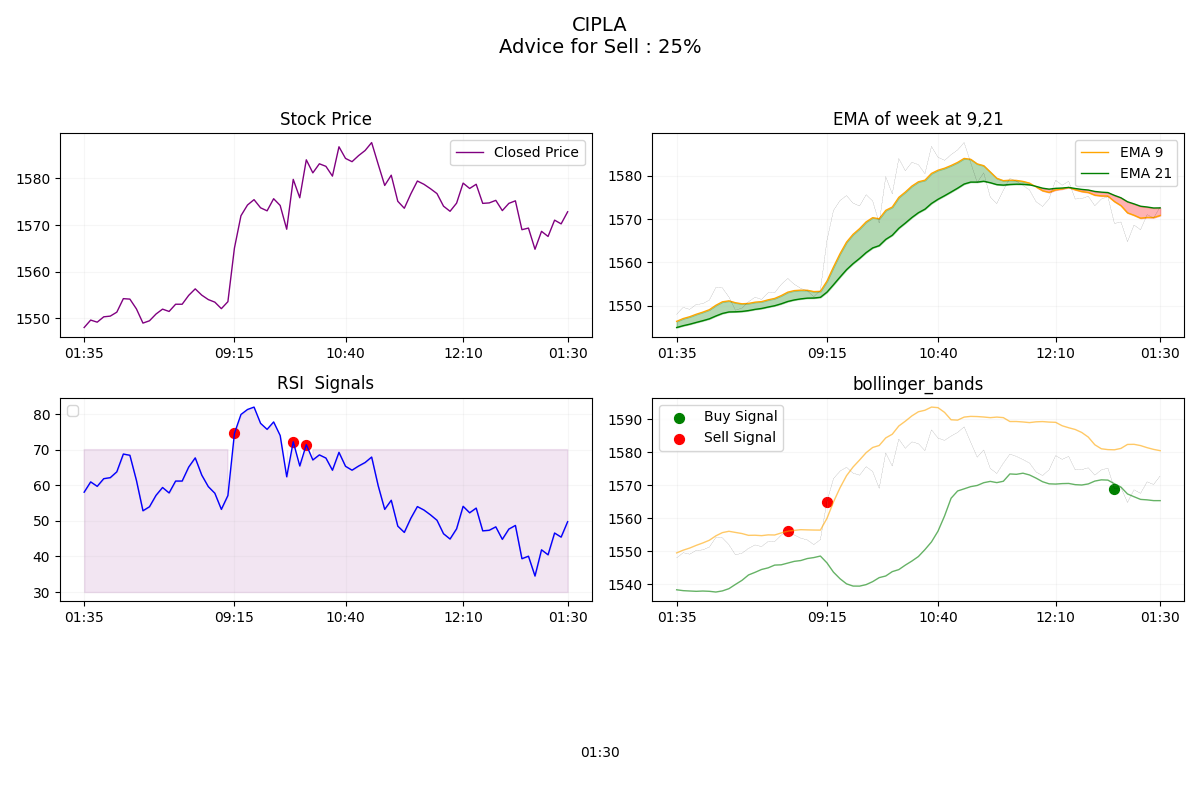 CIPLA
Advice for Sell : 25%
Stock Price
Closed Price
1580
1570
1560
1550
01:35 09:15 10:40 12:10 01:30
EMA of week at 9,21
EMA 9
EMA 21
1580
1570
1560
1550
01:35 09:15 10:40 12:10 01:30
RSI  Signals
80
70
60
50
40
30
01:35 09:15 10:40 12:10 01:30
bollinger_bands
Buy Signal
Sell Signal
1590
1580
1570
1560
1550
1540
01:35 09:15 10:40 12:10 01:30
01:30